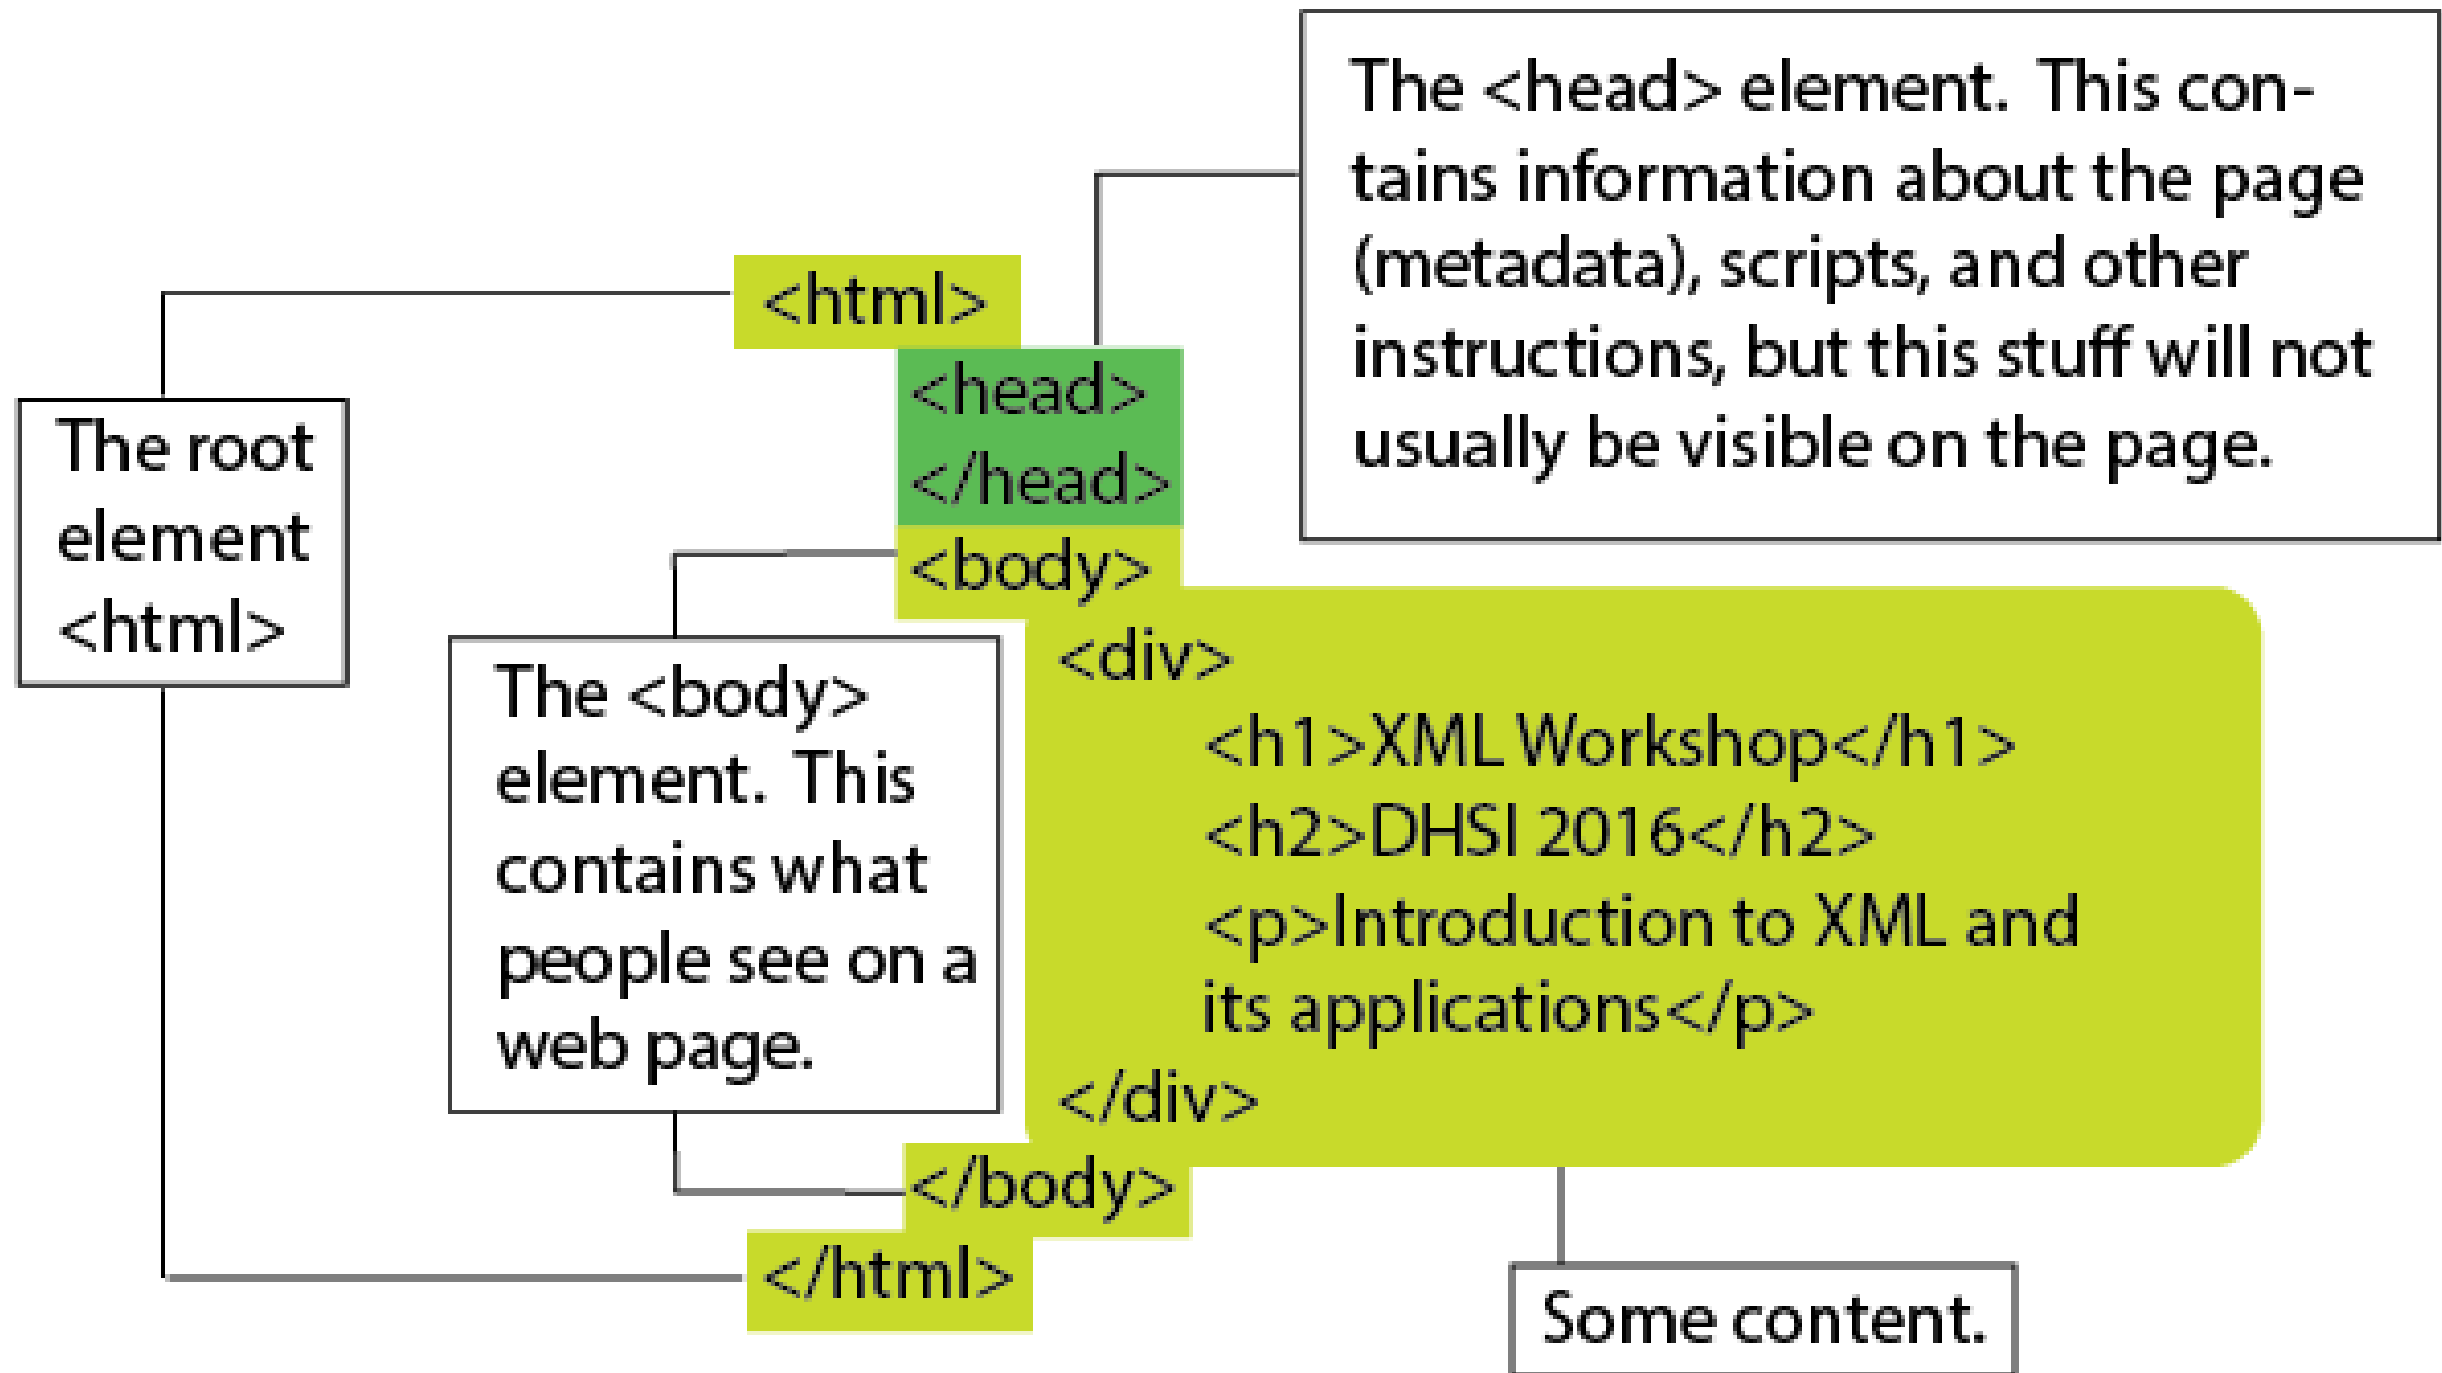 The <head> element. This con-
tains information about the page
(metadata), scripts, and other
instructions, but this stuff will not
usually be visible on the page.
<html>
<head>
</head>
<body>
The root
element
<html>
The <body>
element. This
contains what
people see on a
web page.
<div>
<h1>XML Workshop</h1>
<h2>DHSI 2016</h2>
<p>Introduction to XML and
its applications</p>
</div>
</body>
</html>
Some content.